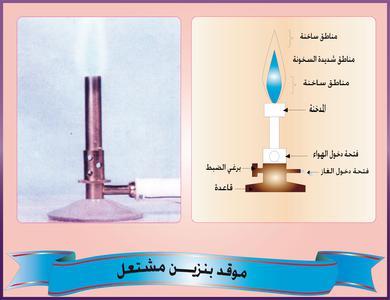 مناطق ساخنة
مناطق شديدة السخونة
مناطق ساخنة
المدخنة
فتحة دخول الهواء
برغي الضبط
فتحة دخول الغاز
قاعدة
موقد بنزين مشتعل